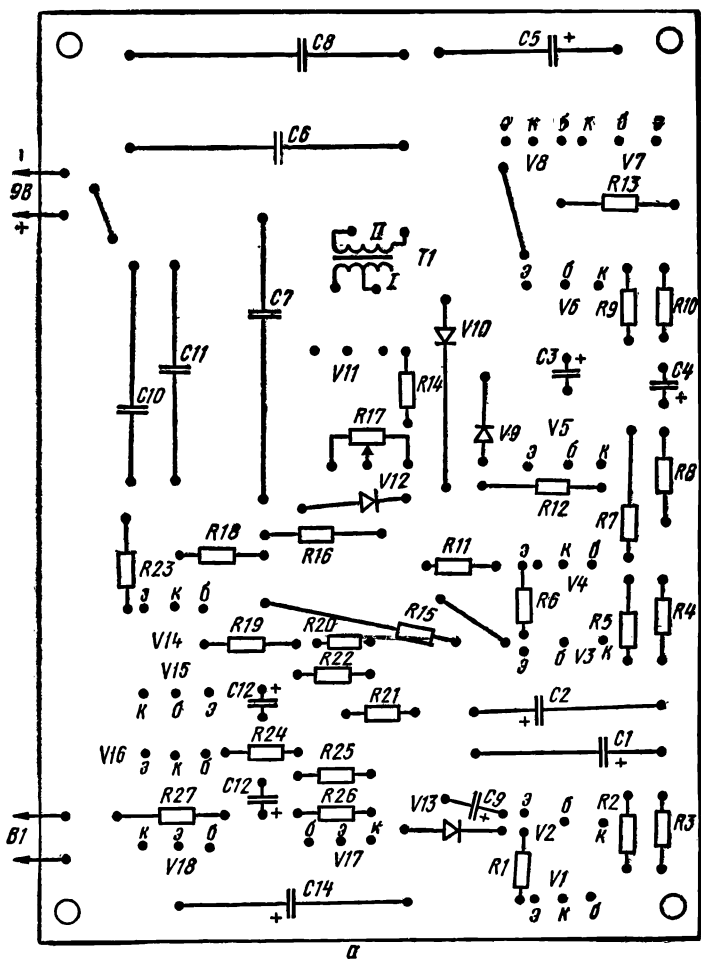 C8 C5 +
C6
э к б к б э
V8 V7
-
9В
+
R13
II
T1
I
э б к
V6
R9 R10
C7
V10
C11
C10
V11
R14
C3 +
C4
+
R17
V9
V5
э б к
V12
R12
R8
R7
R18
R16
R11
э к б
V4
R23
э к б
R6
R5 R4
V14
R19 R20 R15
э б V3 к
R22
V15
к б э
C12 +
R21
C2
+
R24
V16
э к б
C1
+
R25
C12
+
R27
R26
V13
C9
+
э б
V2 к
R2 R3
B1
к э б
V18
б э к
V17
R1
V1
э к б
C14
+
а